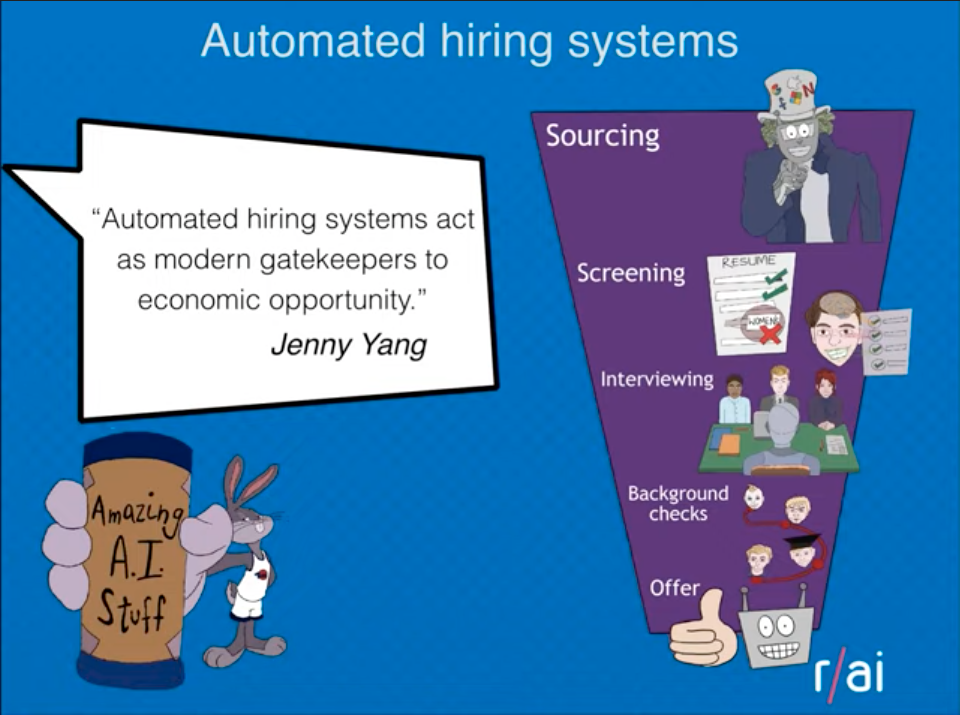 Automated hiring systems
“Automated hiring systems act
as modern gatekeepers to
economic opportunity.”
Jenny Yang
Amazing
A.I.
Stuff
Sourcing
Screening
RESUME
WOMENS
Interviewing
Background
checks
Offer
r/ai